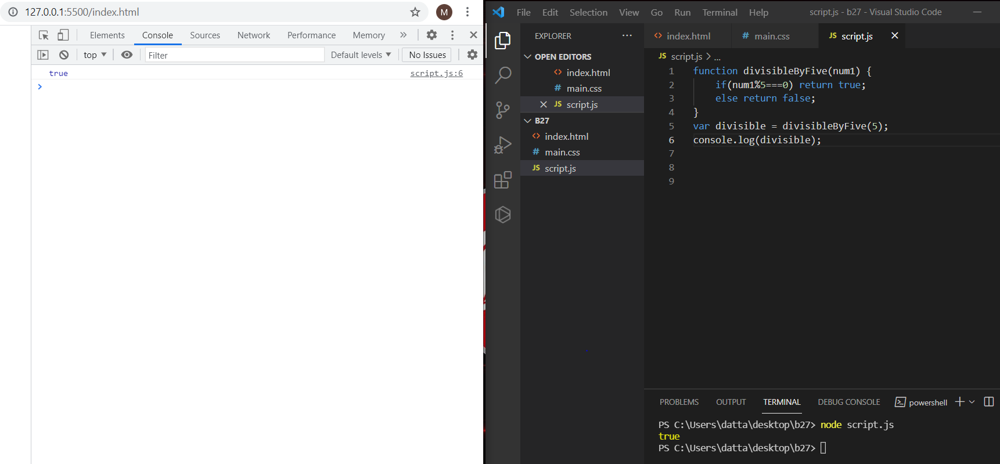 127.0.0.1:5500/index.html
M
Elements Console Sources Network Performance Memory
top Filter Default levels No Issues
true script.js:6
File Edit Selection View Go Run Terminal Help script.js - b27 - Visual Studio Code
EXPLORER
OPEN EDITORS
index.html
# main.css
JS script.js
B27
index.html
# main.css
JS script.js
index.html # main.css JS script.js
JS script.js > ...
1 function divisibleByFive(num1) {
2 if(num1%5===0) return true;
3 else return false;
4 }
5 var divisible = divisibleByFive(5);
6 console.log(divisible);
7
8
9
PROBLEMS OUTPUT TERMINAL DEBUG CONSOLE powershell
PS C:\Users\datta\desktop\b27> node script.js
true
PS C:\Users\datta\desktop\b27>